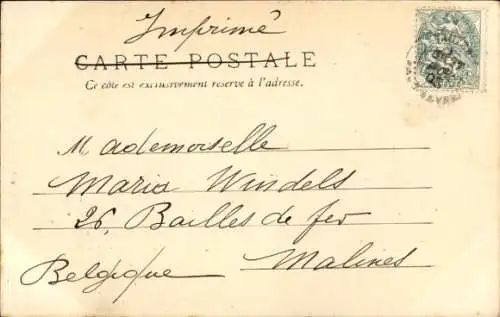 Imprimé
CARTE POSTALE
Ce côté est exclusivement réservé à l'adresse.
Mademoiselle
Maria Windels
26, Bailles de fer
Belgique Malines